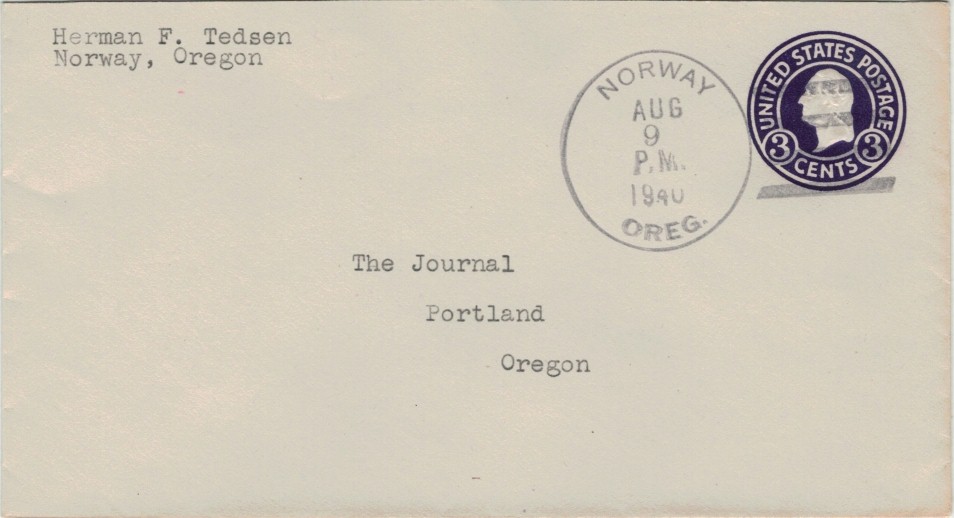 Herman F. Tedsen
Norway, Oregon
NORWAY
AUG
9
P.M.
1940
OREG.
UNITED STATES POSTAGE
3 3
CENTS
The Journal
Portland
Oregon